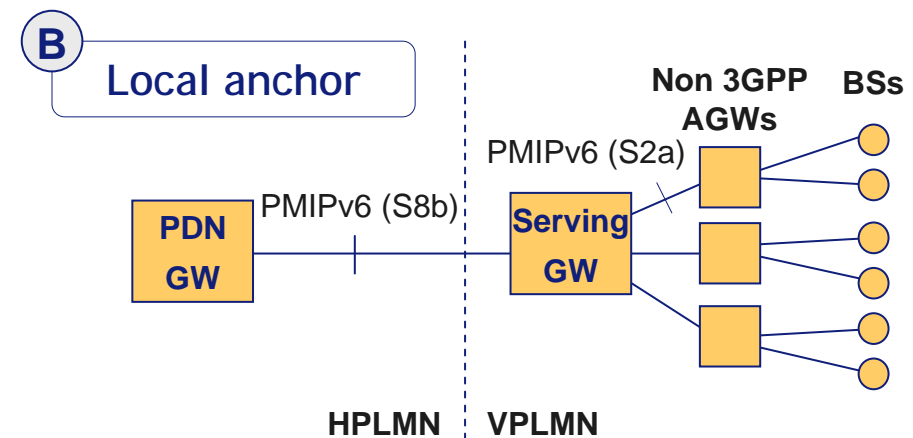 B
Local anchor
Non 3GPP
AGWs
BSs
PMIPv6 (S2a)
PMIPv6 (S8b)
PDN
GW
Serving
GW
HPLMN
VPLMN